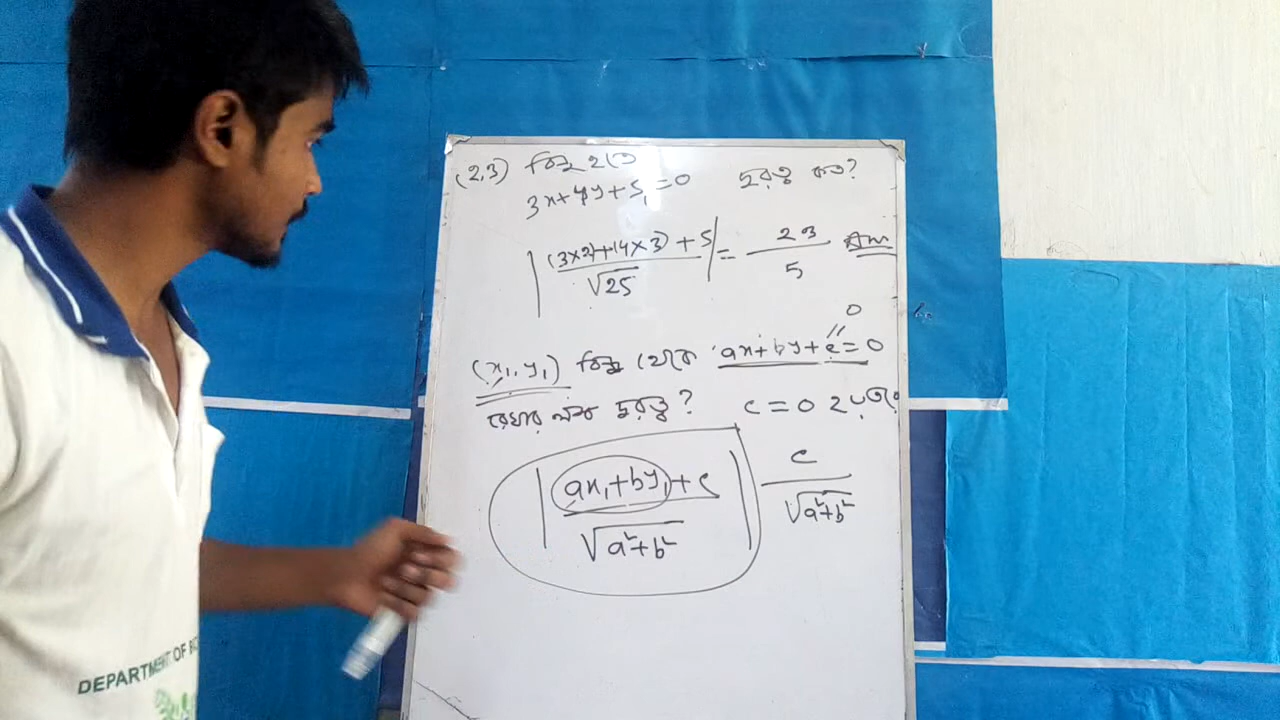 (2,3) বিন্দু হতে
3x+4y+5=0 দূরত্ব কত?
|(3×2)+(4×3)+5 / √25| = 23/5 Ans
0
(x₁, y₁) বিন্দু থেকে ax+by+c=0
রেখার লম্ব দূরত্ব?
c=0
|ax₁+by₁+c / √a²+b²| c / √a²+b²
DEPARTMENT OF